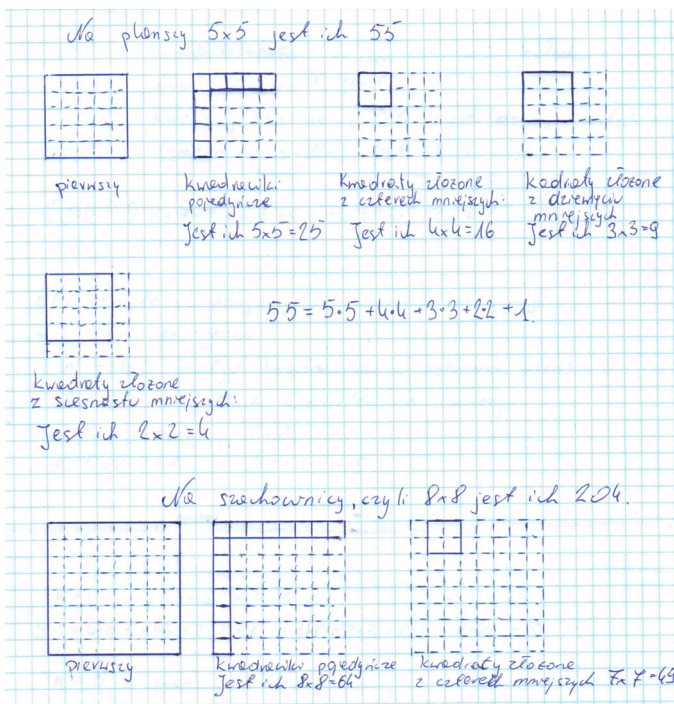 Na planszy 5x5 jest ich 55
pierwszy
kwadraciki
pojedyńcze
Jest ich 5x5=25
Kwadraty złożone
z czterech mniejszych:
Jest ich 4x4=16
Kadraty złożone
z dziewięciu
mniejszych
Jest ich 3x3=9
55=5·5+4·4+3·3+2·2+1.
kwadraty złożone
z szesnastu mniejszych:
Jest ich 2x2=4
Na szachownicy, czyli 8x8 jest ich 204.
pierwszy
kwadraciki pojedyńcze
Jest ich 8x8=64
kwadraty złożone
z czterech mniejszych 7x7=49